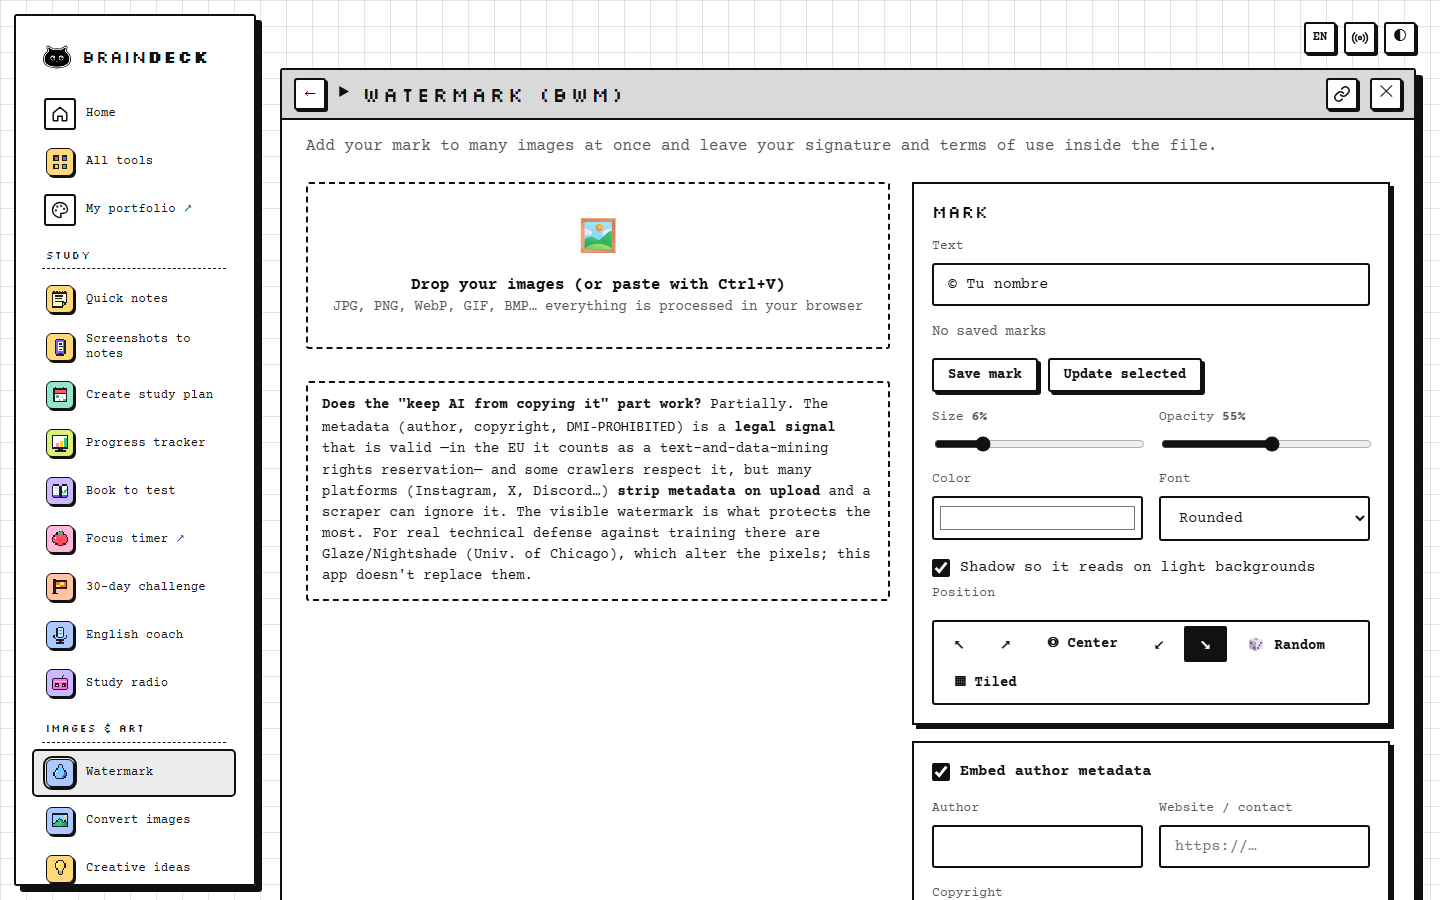 BRAINDECK
Home
All tools
My portfolio ↗
STUDY
Quick notes
Screenshots to
notes
Create study plan
Progress tracker
Book to test
Focus timer ↗
30-day challenge
English coach
Study radio
IMAGES & ART
Watermark
Convert images
Creative ideas
EN
← ▶ WATERMARK (BWM)
Add your mark to many images at once and leave your signature and terms of use inside the file.
Drop your images (or paste with Ctrl+V)
JPG, PNG, WebP, GIF, BMP… everything is processed in your browser
Does the "keep AI from copying it" part work? Partially. The
metadata (author, copyright, DMI-PROHIBITED) is a legal signal
that is valid —in the EU it counts as a text-and-data-mining
rights reservation— and some crawlers respect it, but many
platforms (Instagram, X, Discord…) strip metadata on upload and a
scraper can ignore it. The visible watermark is what protects the
most. For real technical defense against training there are
Glaze/Nightshade (Univ. of Chicago), which alter the pixels; this
app doesn't replace them.
MARK
Text
© Tu nombre
No saved marks
Save mark
Update selected
Size 6%
Opacity 55%
Color
Font
Rounded
Shadow so it reads on light backgrounds
Position
↖ ↗ Center ↙ ↘ Random
Tiled
Embed author metadata
Author
Website / contact
https://…
Copyright